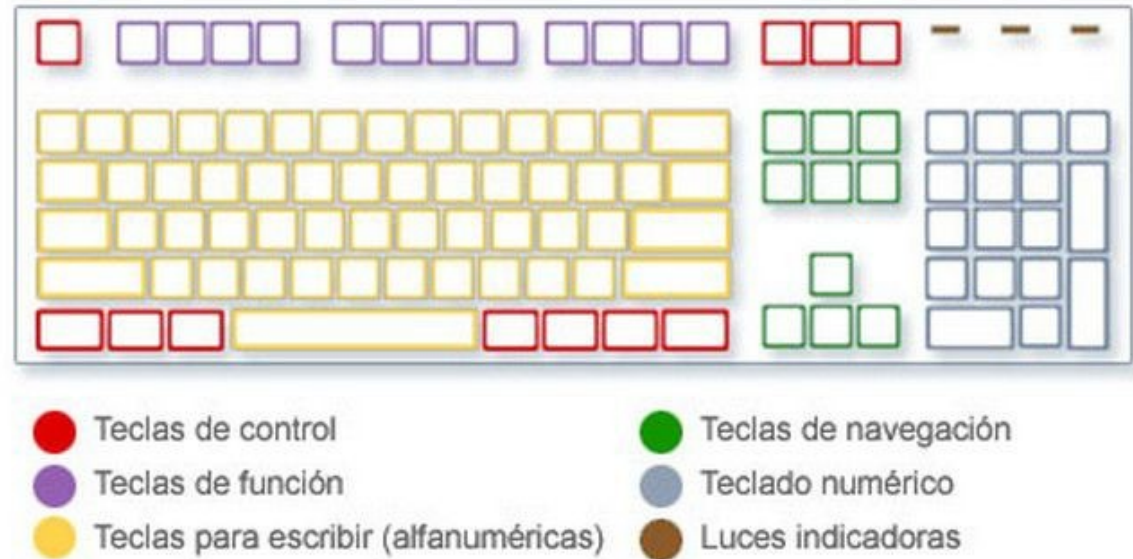 Teclas de control
Teclas de función
Teclas para escribir (alfanuméricas)
Teclas de navegación
Teclado numérico
Luces indicadoras